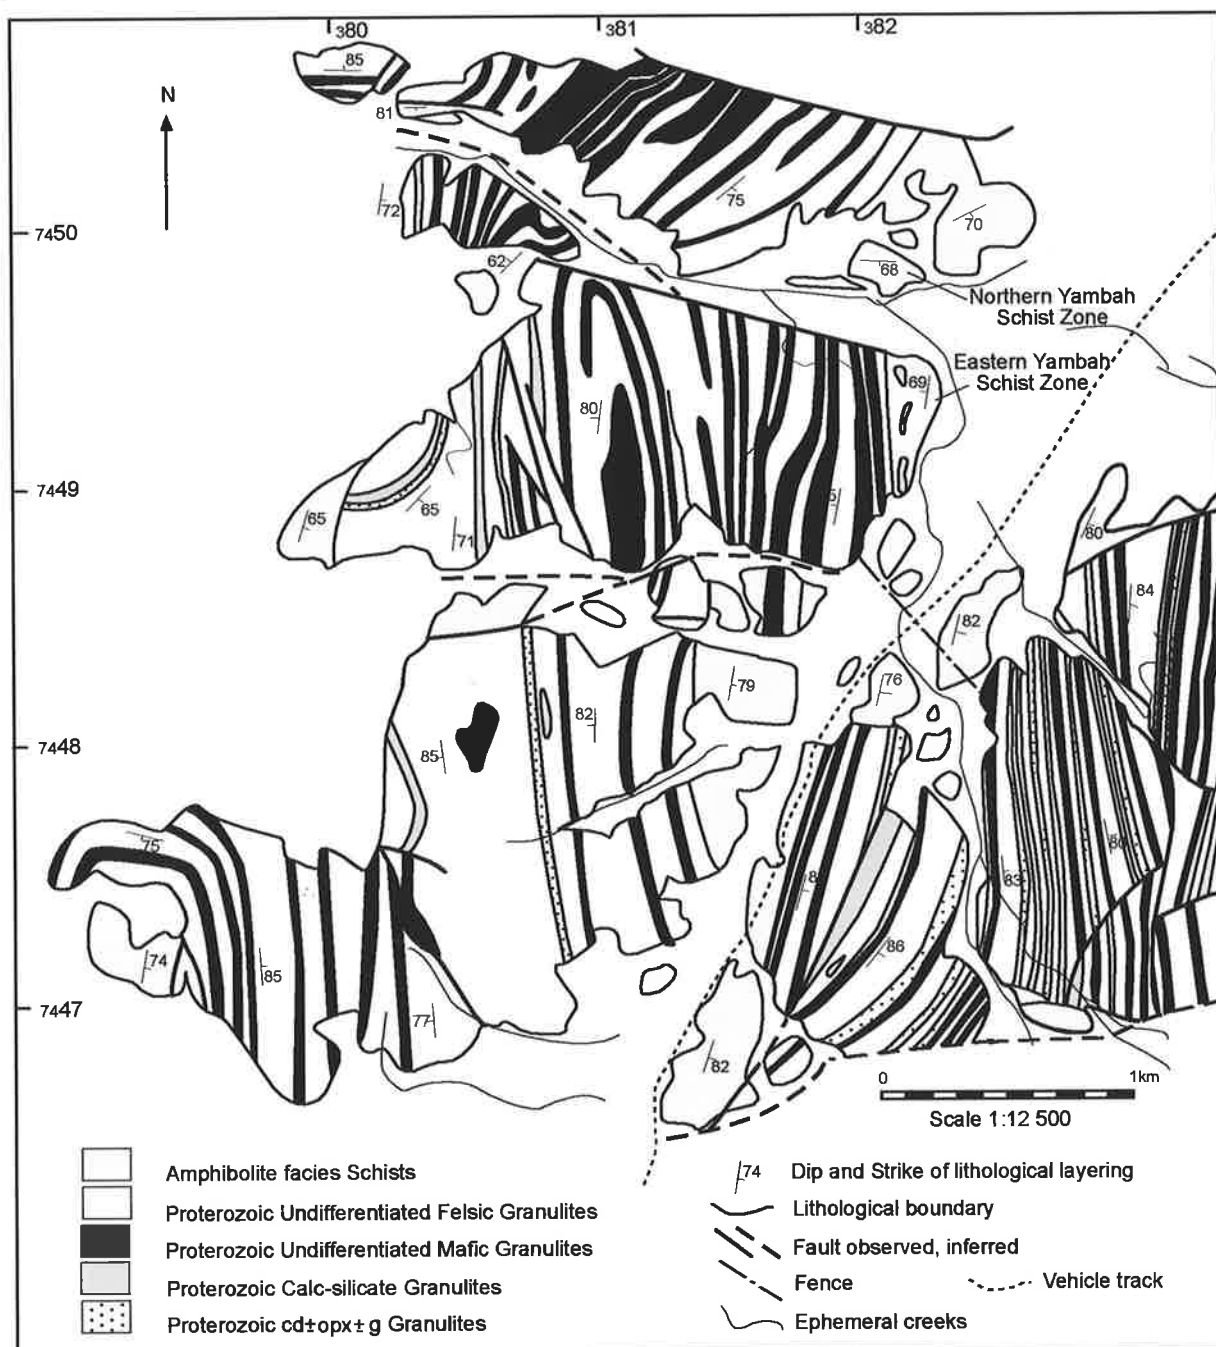 380
381
382
85
N
81
75
72
70
7450
62
68
Northern Yambah
Schist Zone
Eastern Yambah
Schist Zone
69
80
7449
65
65
71
5
80
84
82
82
79
76
7448
85
75
80
83
8
86
74
85
7447
77
82
0
1km
Scale 1:12 500
Amphibolite facies Schists
Proterozoic Undifferentiated Felsic Granulites
Proterozoic Undifferentiated Mafic Granulites
Proterozoic Calc-silicate Granulites
Proterozoic cd±opx±g Granulites
74 Dip and Strike of lithological layering
Lithological boundary
Fault observed, inferred
Fence
Vehicle track
Ephemeral creeks